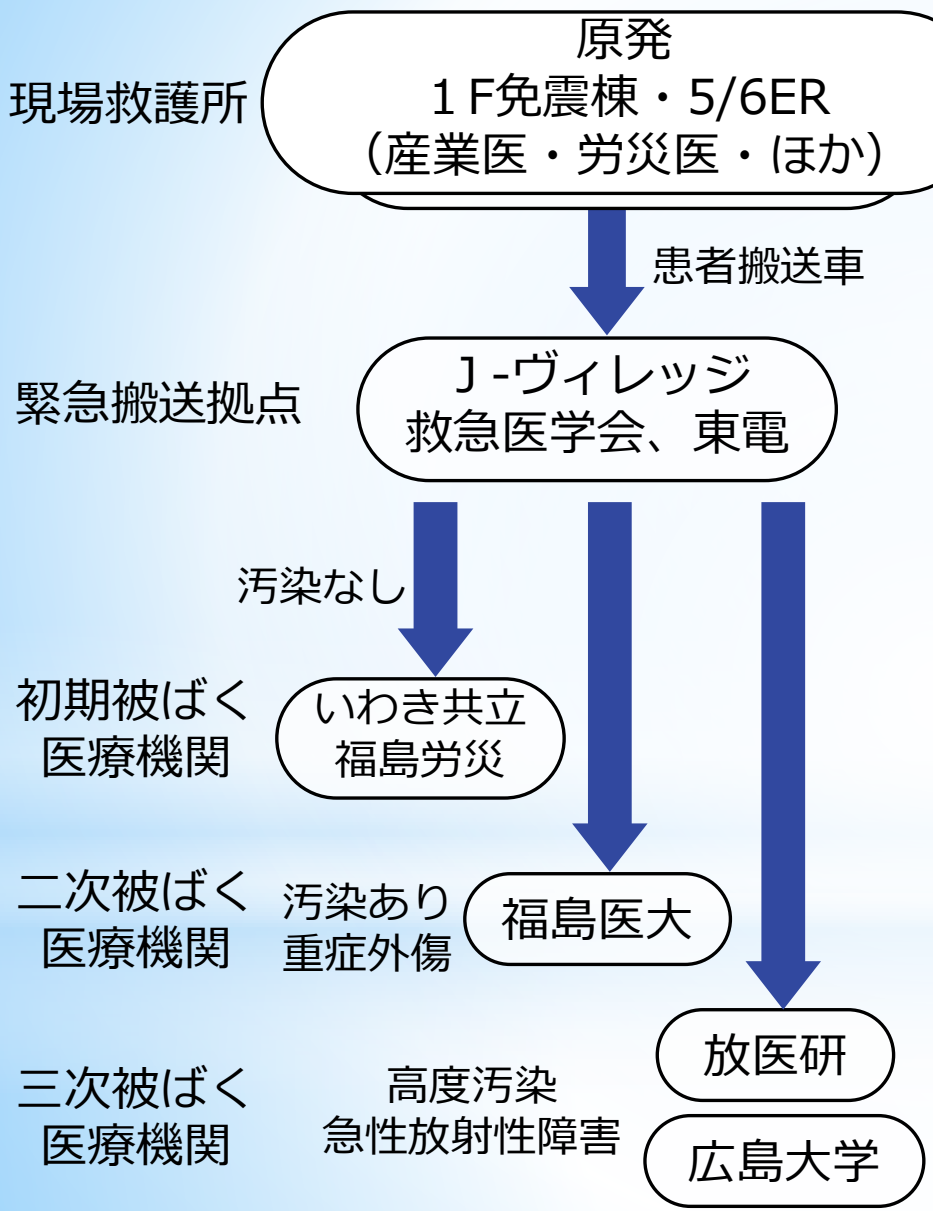 現場救護所
原発
１F免震棟・5/6ER
（産業医・労災医・ほか）
患者搬送車
緊急搬送拠点
Ｊ-ヴィレッジ
救急医学会、東電
汚染なし
初期被ばく
医療機関
いわき共立
福島労災
二次被ばく
医療機関
汚染あり
重症外傷
福島医大
三次被ばく
医療機関
高度汚染
急性放射性障害
放医研
広島大学